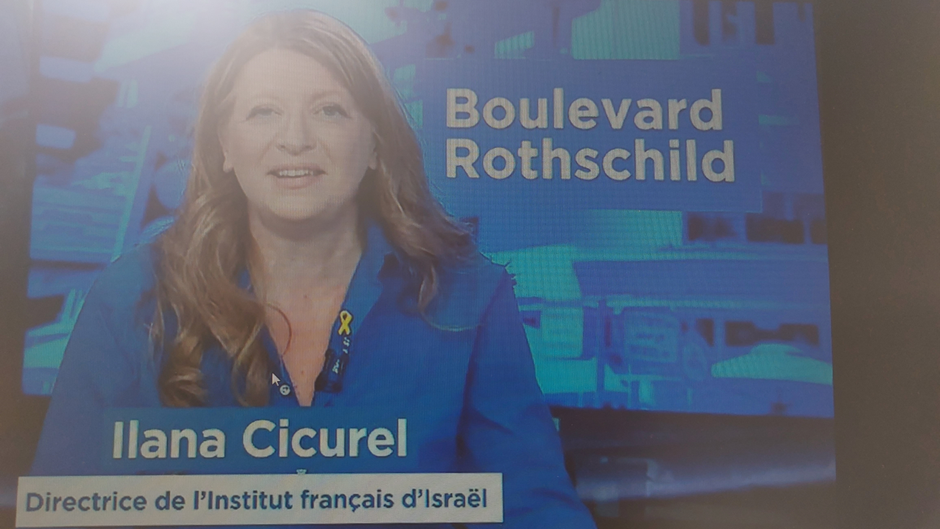 Boulevard
Rothschild
Ilana Cicurel
Directrice de l'Institut français d'Israël